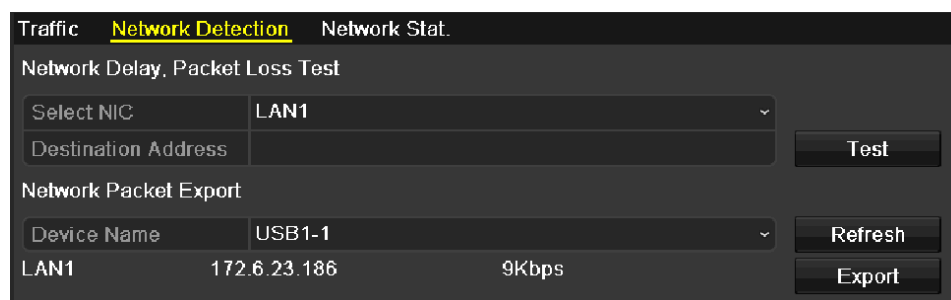 Traffic Network Detection Network Stat.
Network Delay, Packet Loss Test
Select NIC LAN1
Destination Address Test
Network Packet Export
Device Name USB1-1 Refresh
LAN1 172.6.23.186 9Kbps Export